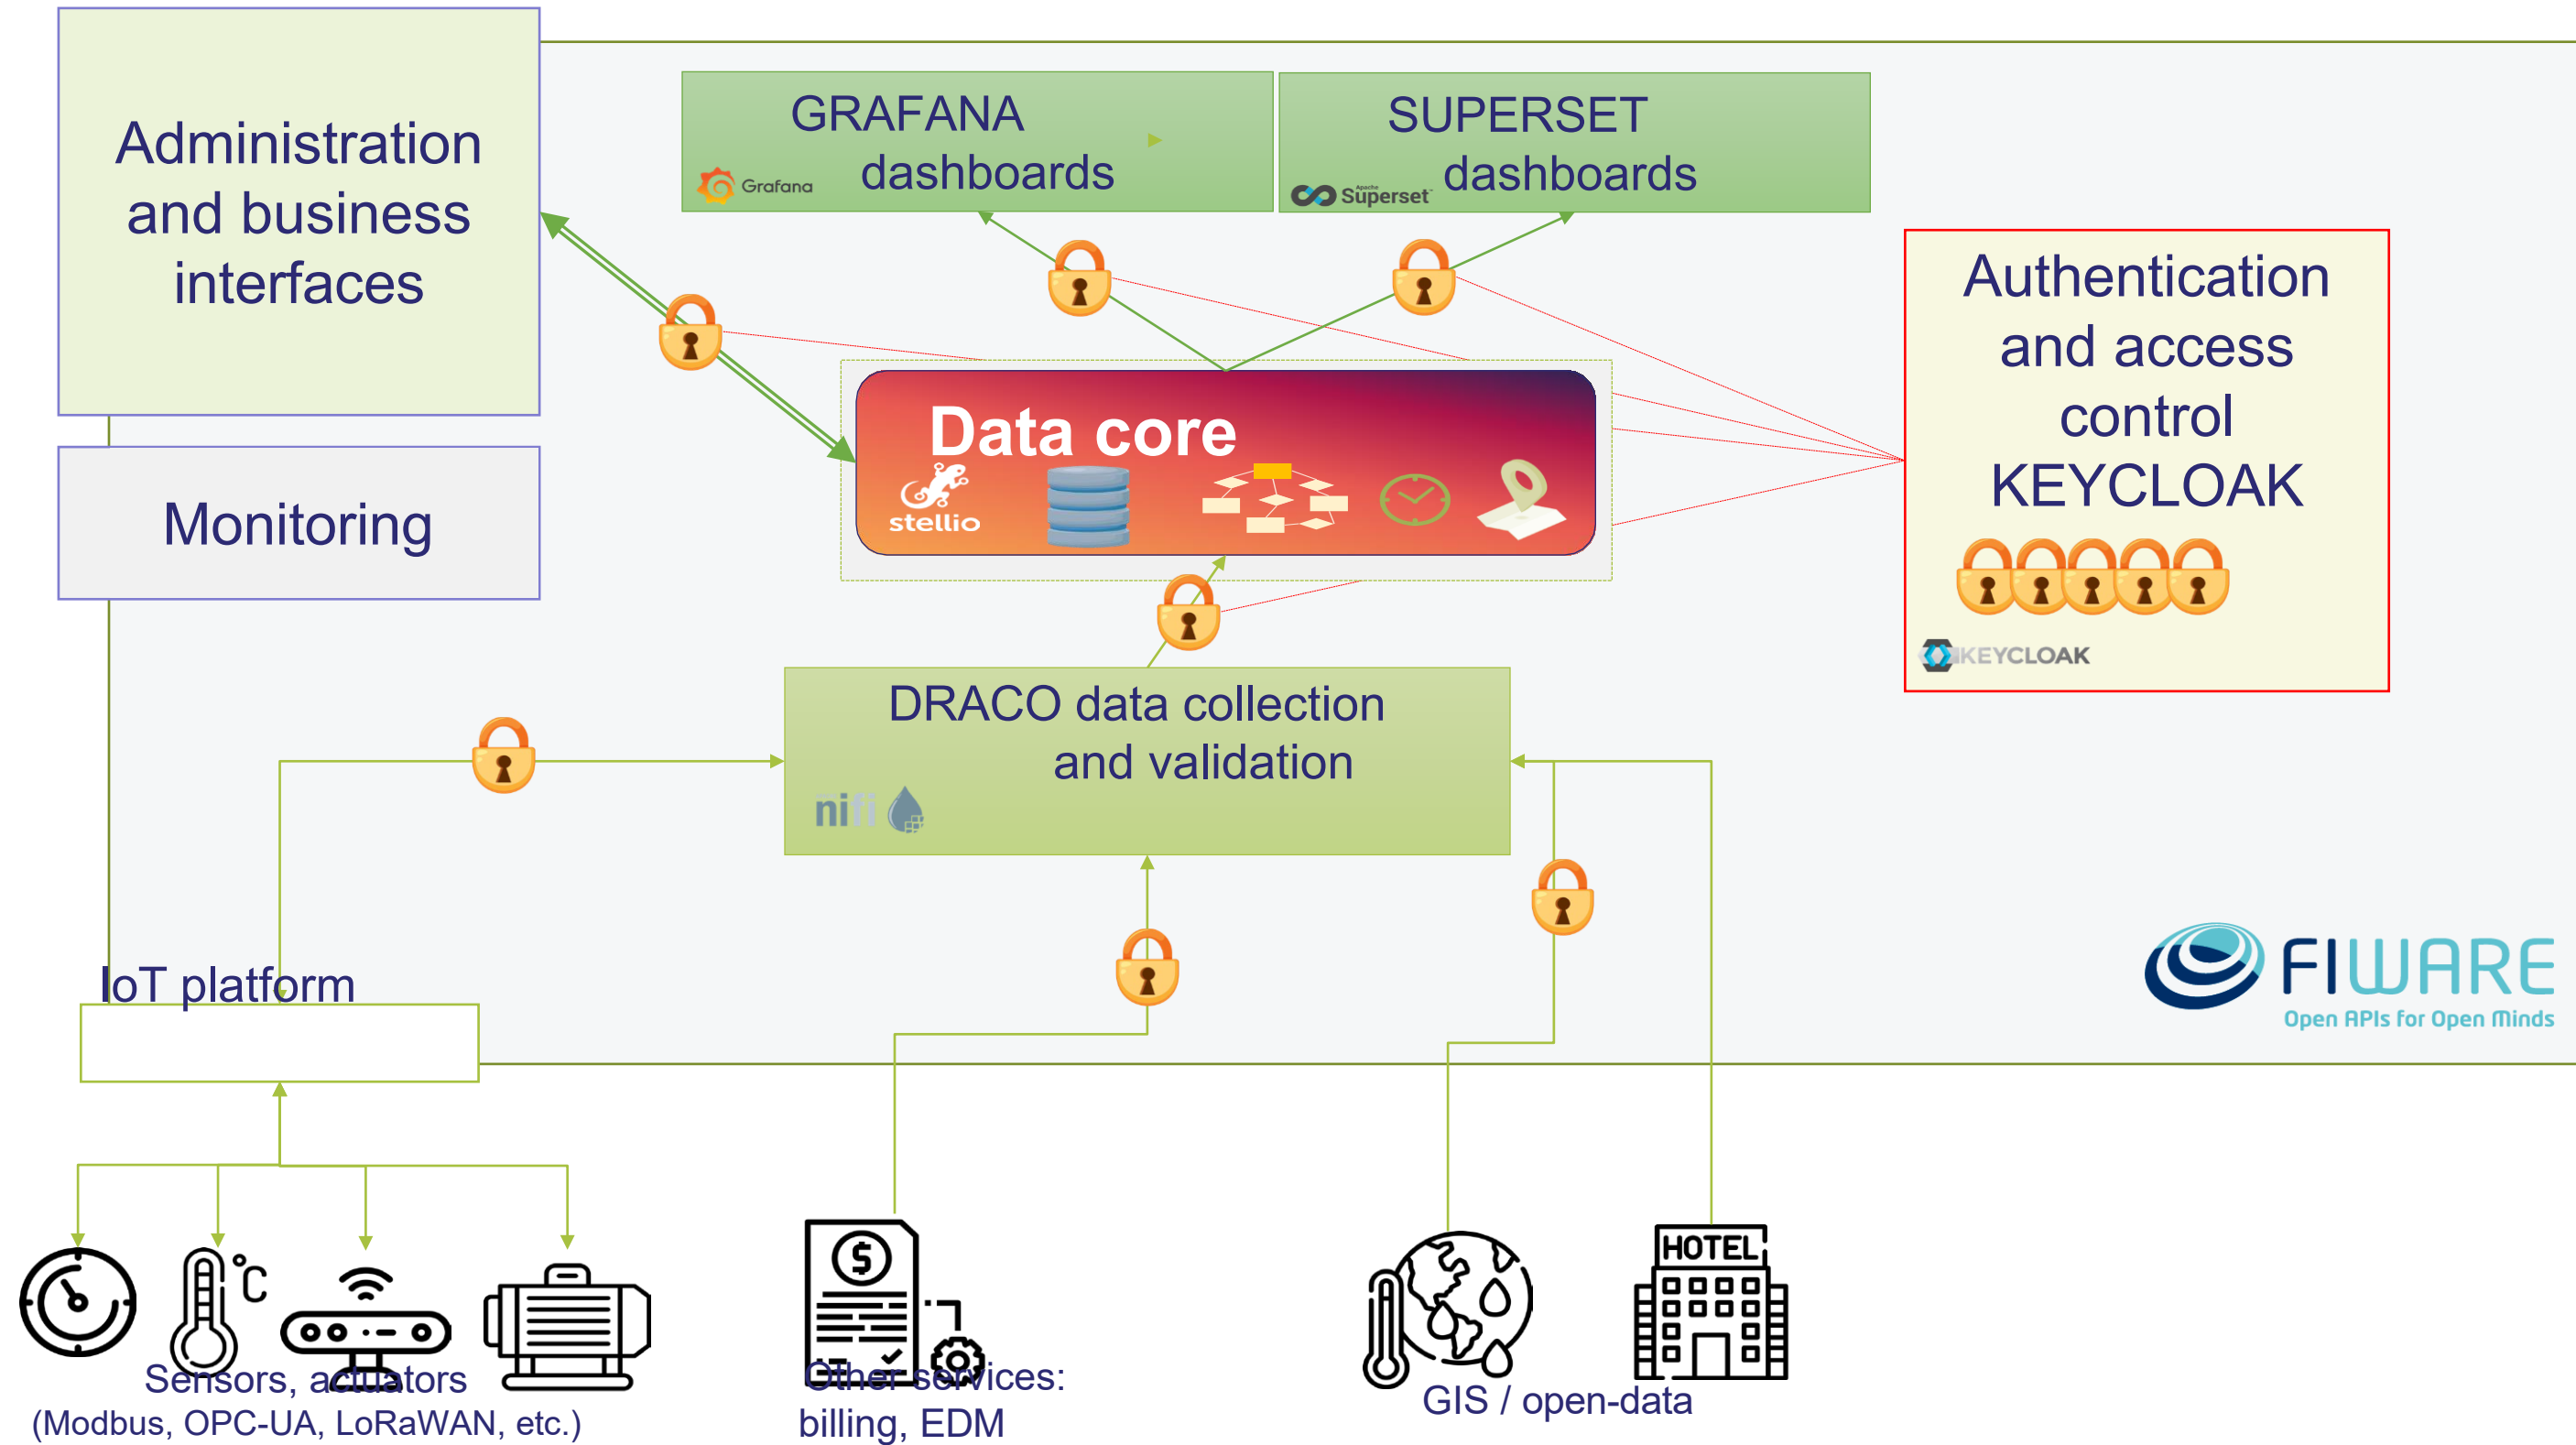 Administration
and business
interfaces
GRAFANA
dashboards
Grafana
SUPERSET
dashboards
Apache
Superset™
Authentication
and access
control
KEYCLOAK
KEYCLOAK
Data core
stellio
Monitoring
DRACO data collection
and validation
nifi
IoT platform
FIWARE
Open APIs for Open Minds
°C
$
HOTEL
Sensors, actuators
(Modbus, OPC-UA, LoRaWAN, etc.)
Other services:
billing, EDM
GIS / open-data